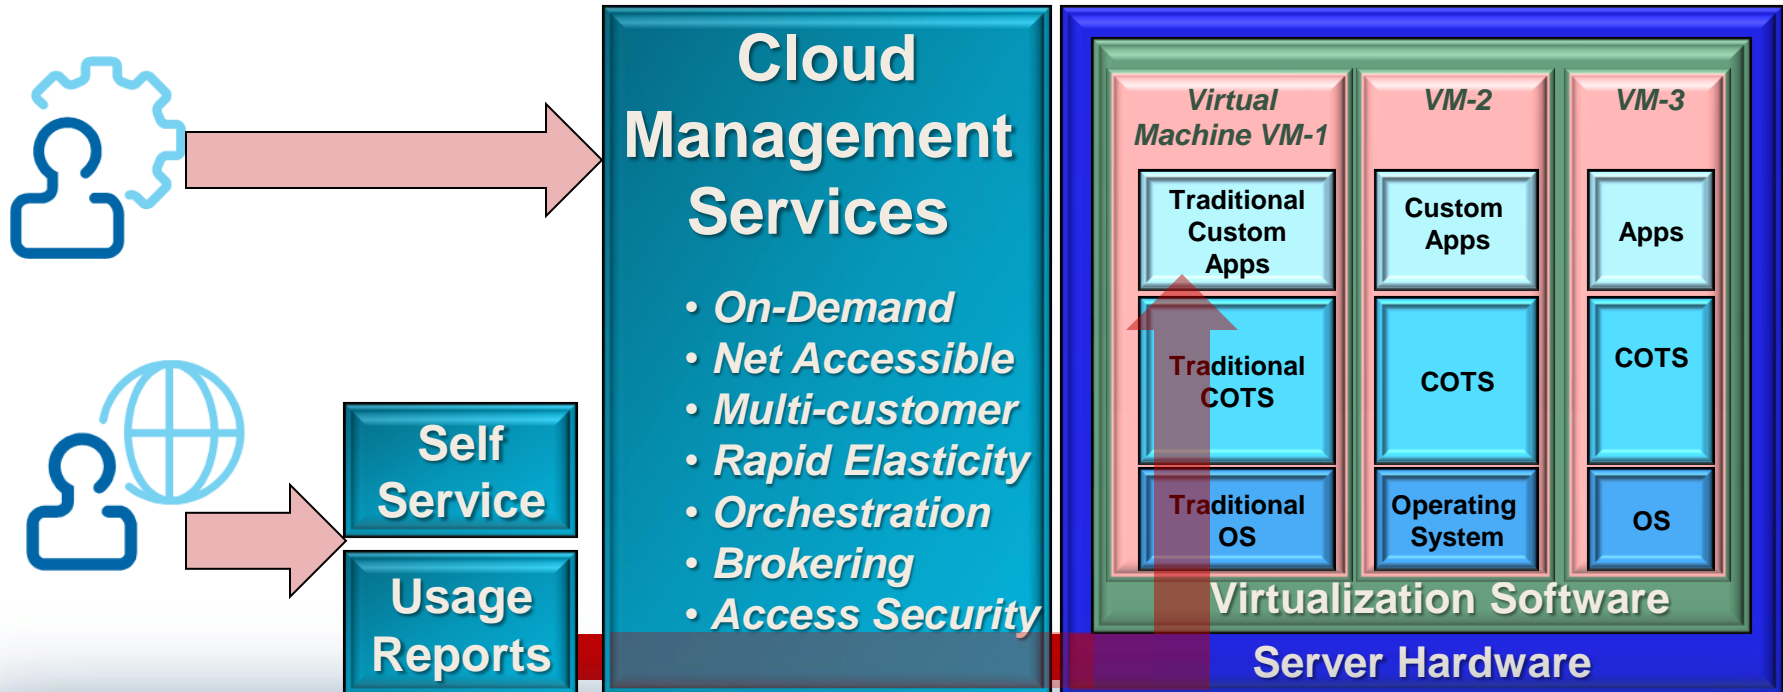 Cloud
Management
Services
• On-Demand
• Net Accessible
• Multi-customer
• Rapid Elasticity
• Orchestration
• Brokering
• Access Security
Self
Service
Usage
Reports
Virtual
Machine VM-1
Traditional
Custom
Apps
Traditional
COTS
Traditional
OS
VM-2
Custom
Apps
COTS
Operating
System
VM-3
Apps
COTS
OS
Virtualization Software
Server Hardware